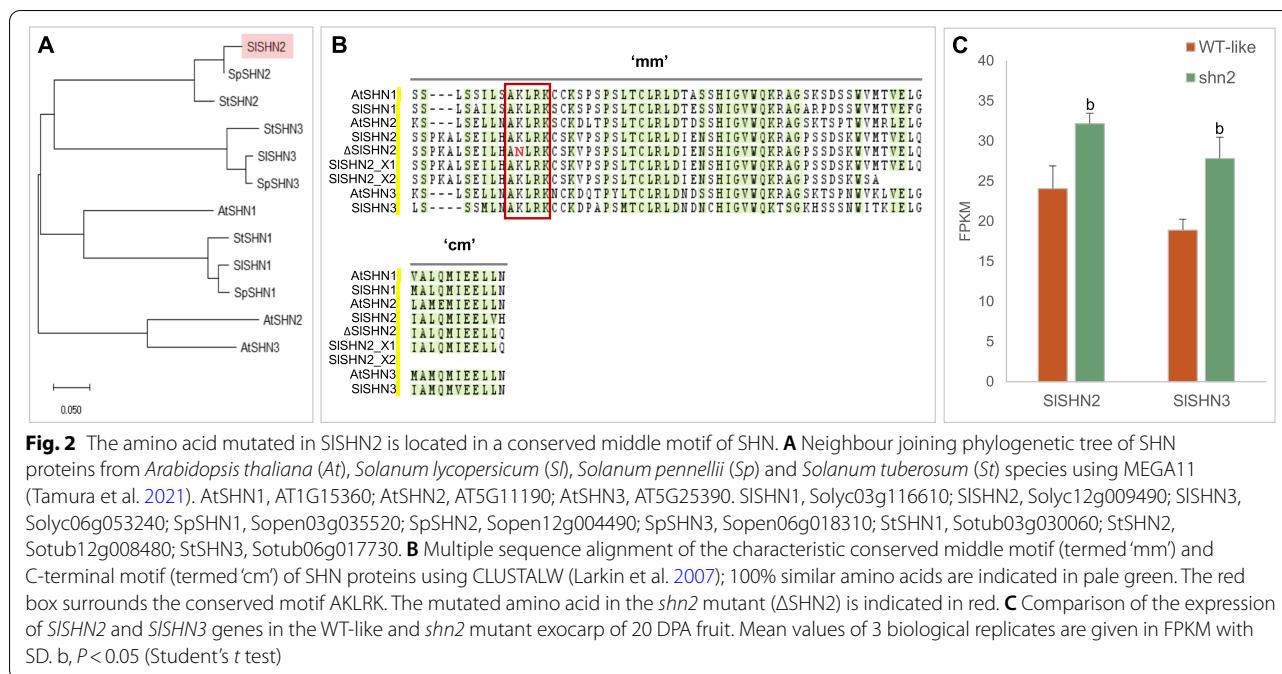 A
SlSHN2
SpSHN2
StSHN2
StSHN3
SlSHN3
SpSHN3
AtSHN1
StSHN1
SlSHN1
SpSHN1
AtSHN2
AtSHN3
0.050
B
'mm'
AtSHN1 SS---LSSILSAKLRKCCKSPSPSLTCLRLDTASSHIGVWQKRAGSKSDSSWVMTVELG
SlSHN1 SS---LSAILSAKLRKCCKSPSPSLTCLRLDTESSHIGVWQKRAGARPDSSWVMTVEFG
AtSHN2 KS---LSELLNAKLRKSCKDLTPSLTCLRLDTDSSHIGVWQKRAGSKTSPTWVMRLELG
SlSHN2 SSPKALSEILHAKLRKCSKVPSPSLTCLRLDIENSHIGVWQKRAGPSSDSKWVMTVELQ
ΔSlSHN2 SSPKALSEILHANLRKCSKVPSPSLTCLRLDIENSHIGVWQKRAGPSSDSKWVMTVELQ
SlSHN2_X1 SSPKALSEILHAKLRKCSKVPSPSLTCLRLDIENSHIGVWQKRAGPSSDSKWVMTVELQ
SlSHN2_X2 SSPKALSEILHAKLRKCSKVPSPSLTCLRLDIENSHIGVWQKRAGPSSDSKWSA
AtSHN3 KS---LSELLNAKLRKNCKDQTPYLTCLRLDNDSSHIGVWQKRAGSKTSPNWVKLVELG
SlSHN3 LS---SSMLNAKLRKCCKDPAPSMTCLRLDNDNCHIGVWQKTSGKHSSSNWITKIELG
'cm'
AtSHN1 VALQMIEELLN
SlSHN1 MALQMIEELLN
AtSHN2 LAMEMIEELLN
SlSHN2 IALQMIEELVH
ΔSlSHN2 IALQMIEELLQ
SlSHN2_X1 IALQMIEELLQ
SlSHN2_X2
AtSHN3 MAMQMIEELLN
SlSHN3 IAMQMVEELLN
C
WT-like
shn2
40
35
30
25
20
15
10
5
0
FPKM
b
b
SlSHN2
SlSHN3
Fig. 2 The amino acid mutated in SlSHN2 is located in a conserved middle motif of SHN. A Neighbour joining phylogenetic tree of SHN
proteins from Arabidopsis thaliana (At), Solanum lycopersicum (Sl), Solanum pennellii (Sp) and Solanum tuberosum (St) species using MEGA11
(Tamura et al. 2021). AtSHN1, AT1G15360; AtSHN2, AT5G11190; AtSHN3, AT5G25390. SlSHN1, Solyc03g116610; SlSHN2, Solyc12g009490; SlSHN3,
Solyc06g053240; SpSHN1, Sopen03g035520; SpSHN2, Sopen12g004490; SpSHN3, Sopen06g018310; StSHN1, Sotub03g030060; StSHN2,
Sotub12g008480; StSHN3, Sotub06g017730. B Multiple sequence alignment of the characteristic conserved middle motif (termed 'mm') and
C-terminal motif (termed 'cm') of SHN proteins using CLUSTALW (Larkin et al. 2007); 100% similar amino acids are indicated in pale green. The red
box surrounds the conserved motif AKLRK. The mutated amino acid in the shn2 mutant (ΔSHN2) is indicated in red. C Comparison of the expression
of SlSHN2 and SlSHN3 genes in the WT-like and shn2 mutant exocarp of 20 DPA fruit. Mean values of 3 biological replicates are given in FPKM with
SD. b, P < 0.05 (Student's t test)